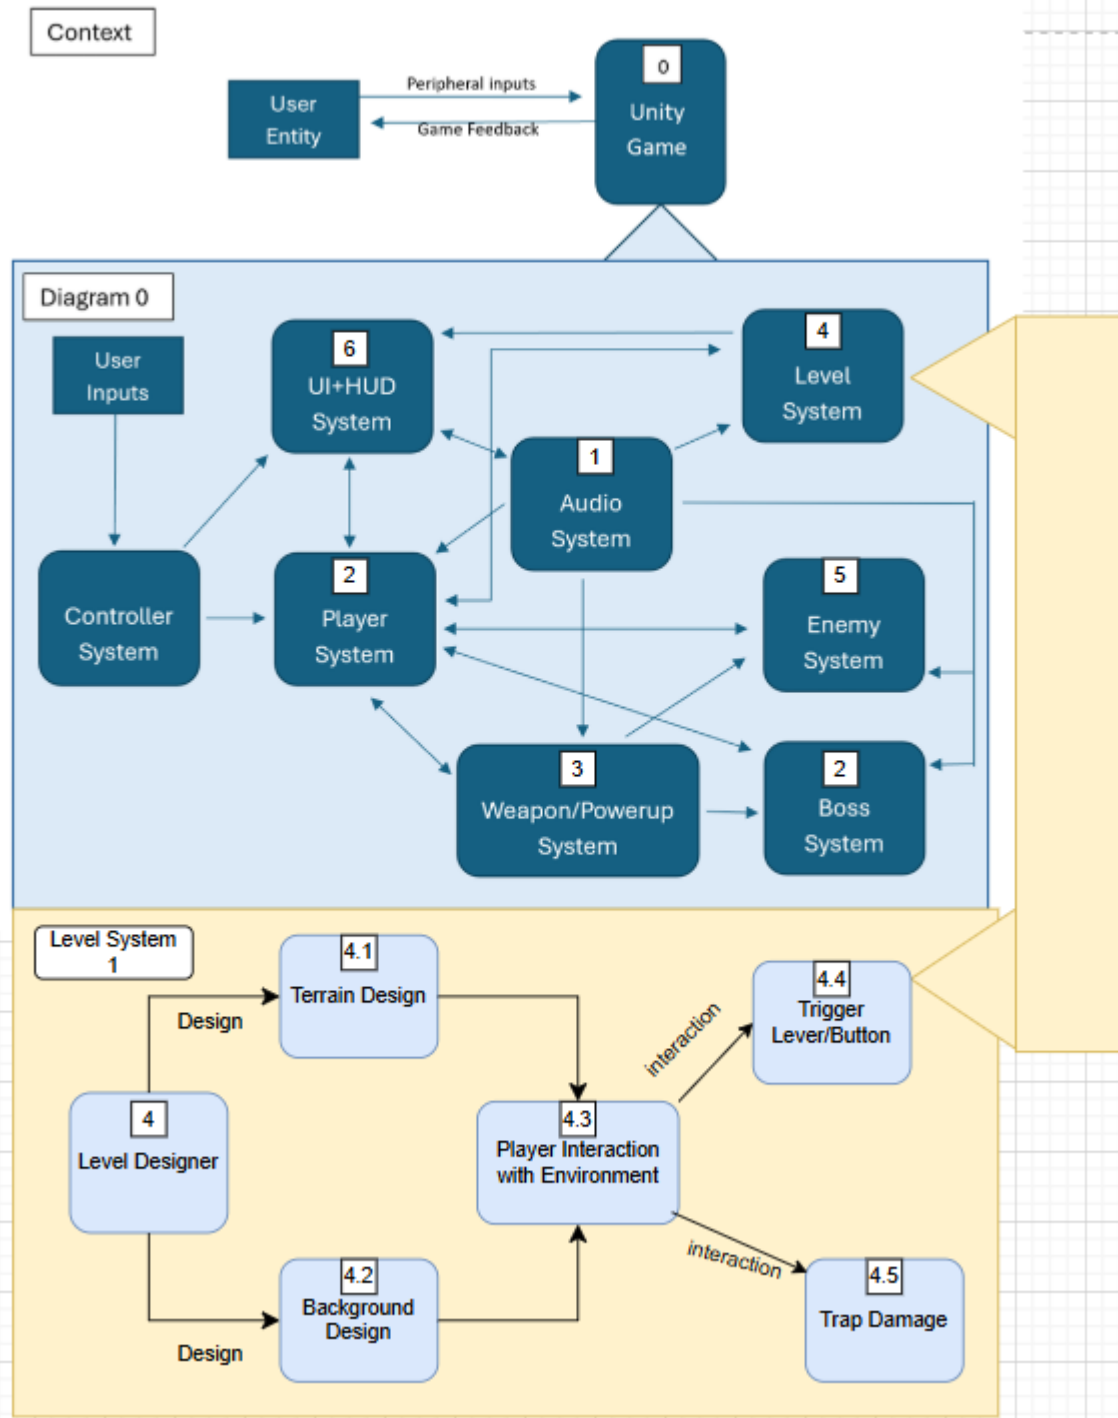 Context
0
Unity
Game
User
Entity
Peripheral inputs
Game Feedback
Diagram 0
User
Inputs
6
UI+HUD
System
4
Level
System
1
Audio
System
Controller
System
2
Player
System
5
Enemy
System
3
Weapon/Powerup
System
2
Boss
System
Level System
1
4.1
Terrain Design
Design
4.4
Trigger
Lever/Button
interaction
4
Level Designer
4.3
Player Interaction
with Environment
interaction
4.2
Background
Design
Design
4.5
Trap Damage